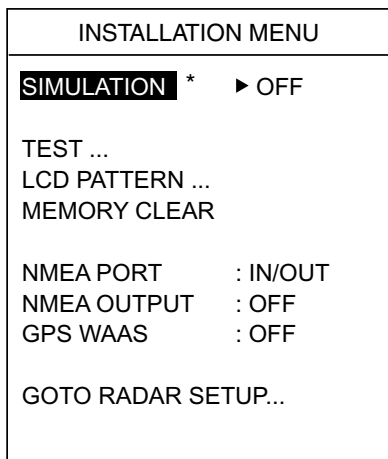 INSTALLATION MENU
SIMULATION * ▶ OFF
TEST ...
LCD PATTERN ...
MEMORY CLEAR
NMEA PORT : IN/OUT
NMEA OUTPUT : OFF
GPS WAAS : OFF
GOTO RADAR SETUP...